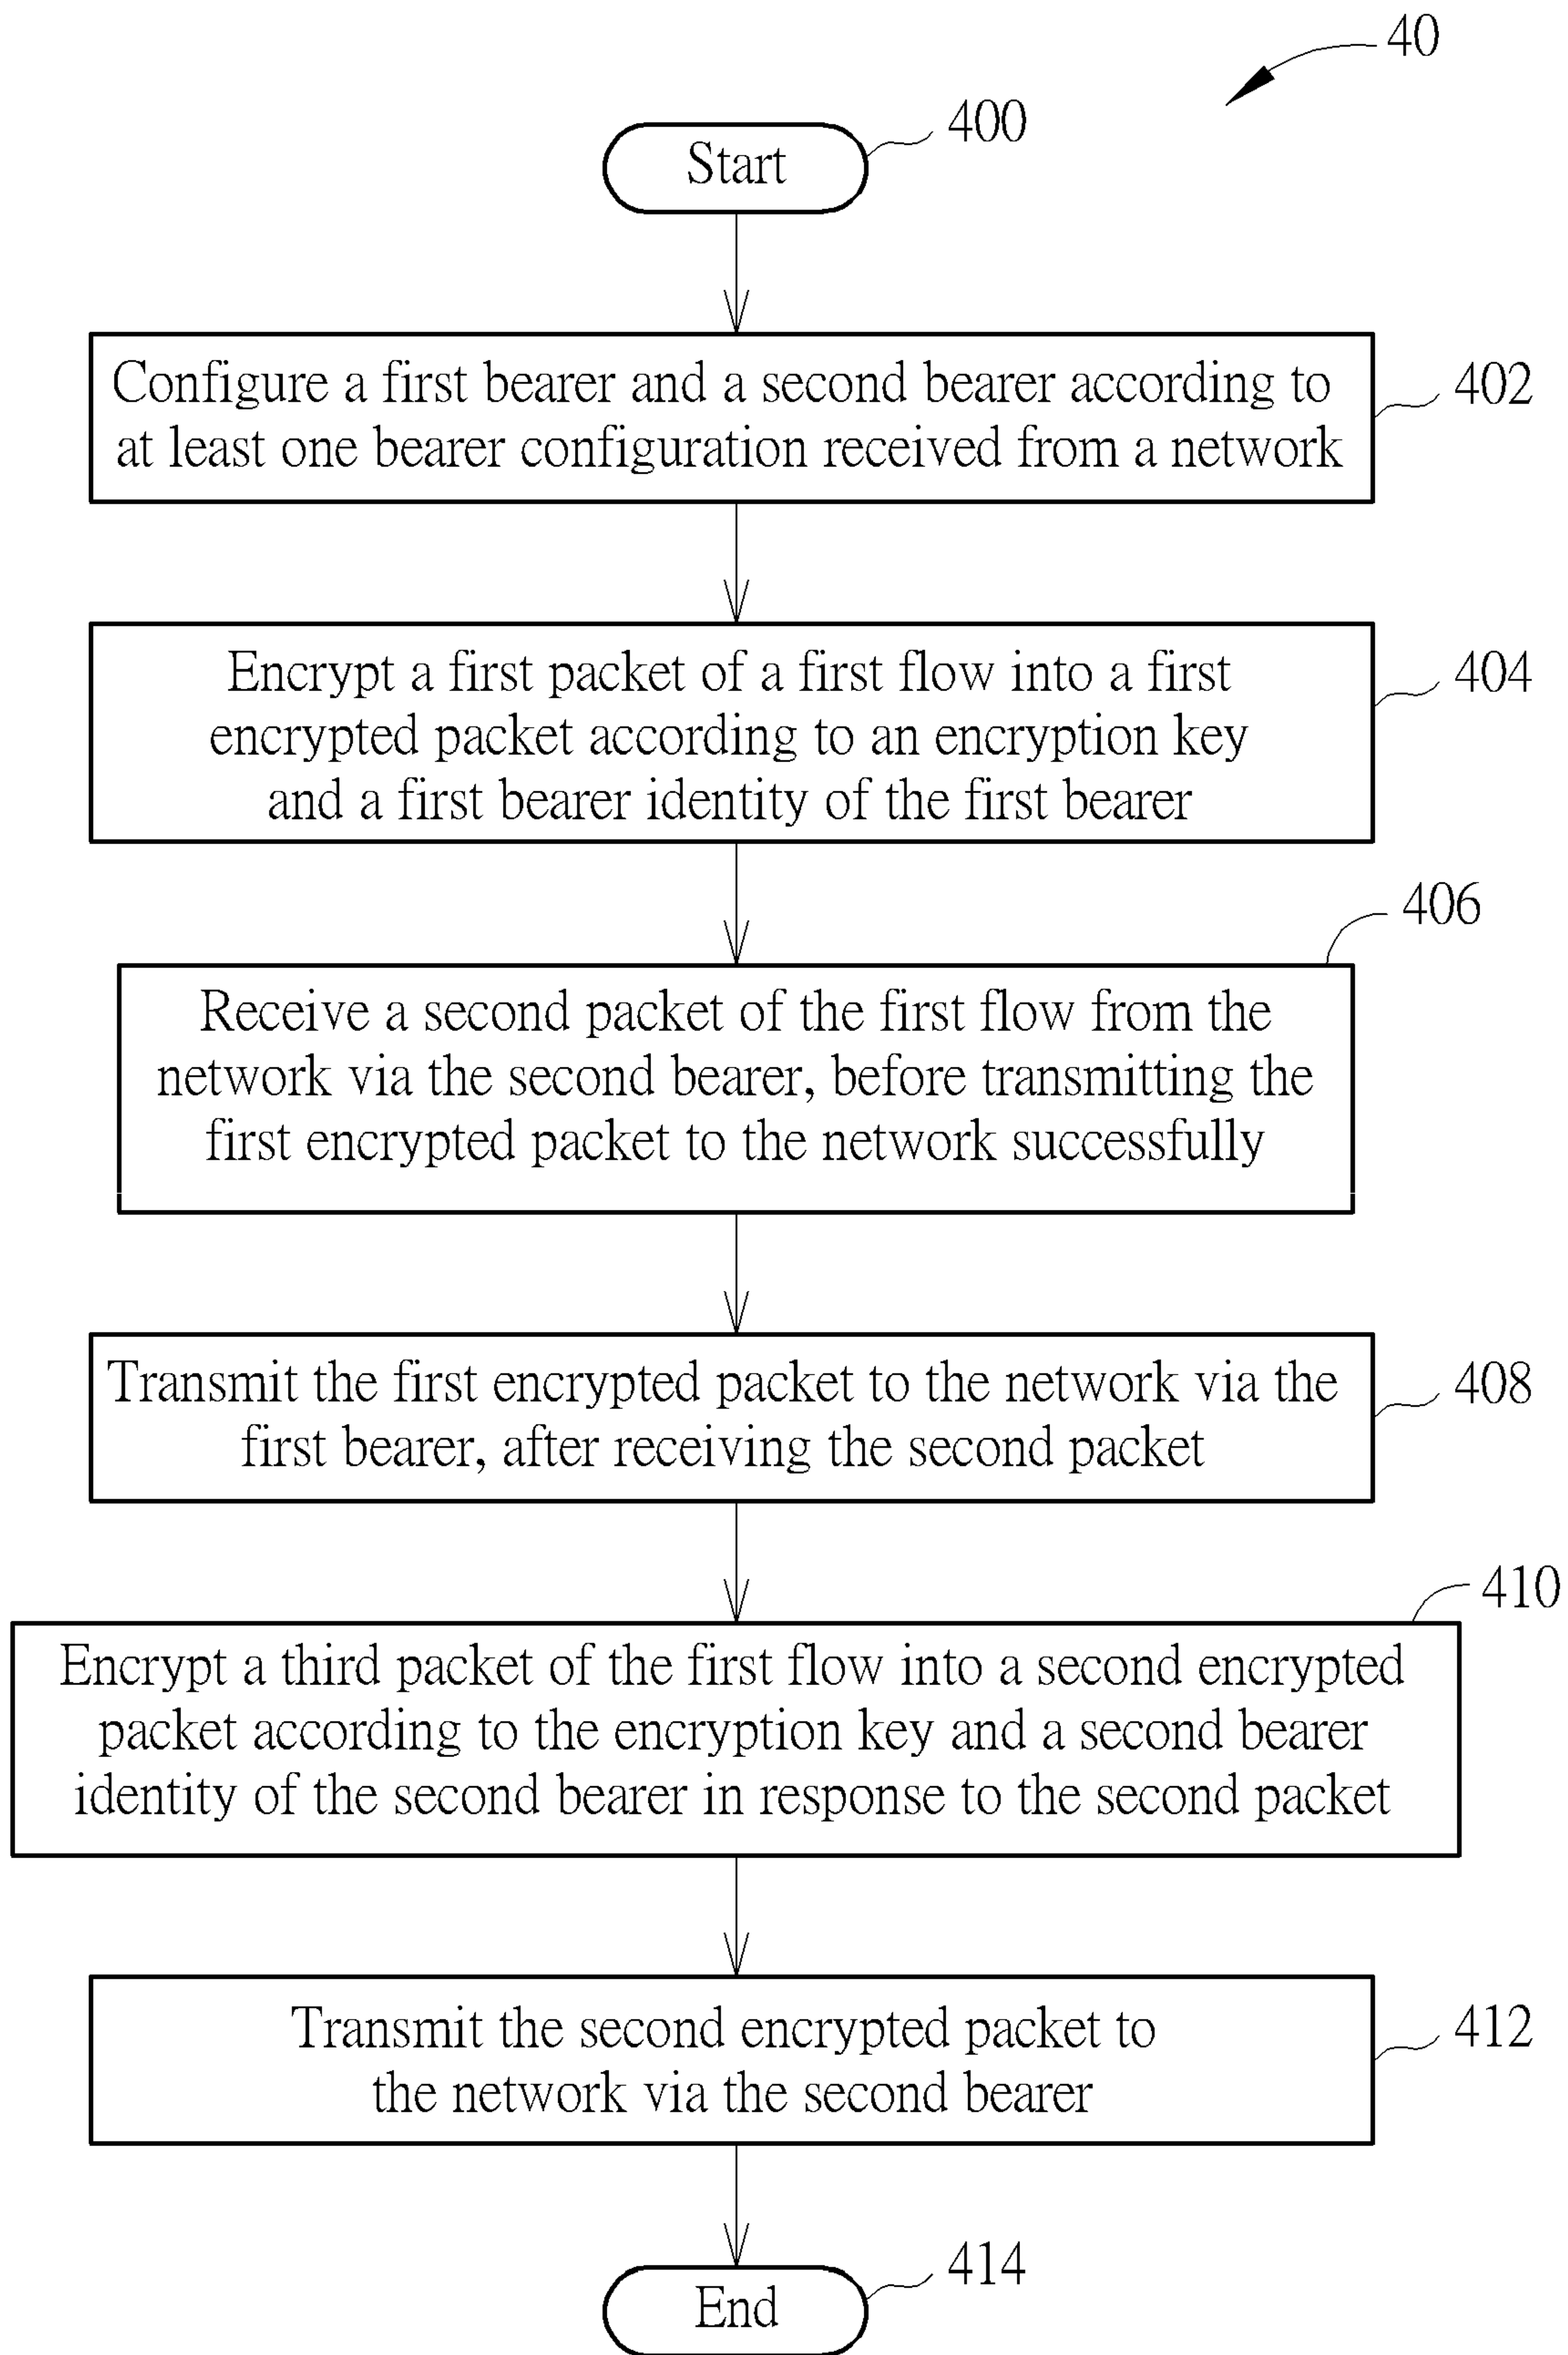 40
400
Start
Configure a first bearer and a second bearer according to
at least one bearer configuration received from a network
402
Encrypt a first packet of a first flow into a first
encrypted packet according to an encryption key
and a first bearer identity of the first bearer
404
406
Receive a second packet of the first flow from the
network via the second bearer, before transmitting the
first encrypted packet to the network successfully
Transmit the first encrypted packet to the network via the
first bearer, after receiving the second packet
408
410
Encrypt a third packet of the first flow into a second encrypted
packet according to the encryption key and a second bearer
identity of the second bearer in response to the second packet
Transmit the second encrypted packet to
the network via the second bearer
412
414
End